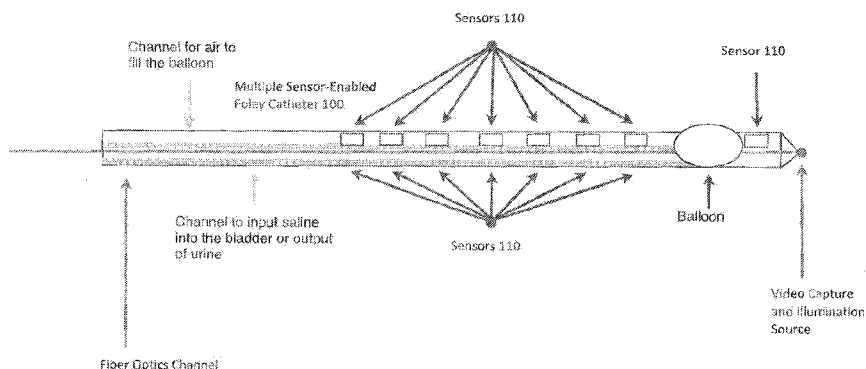 Sensors 110
Channel for air to
fill the balloon
Sensor 110
Multiple Sensor-Enabled
Foley Catheter 100
Channel to input saline
into the bladder or output
of urine
Sensors 110
Balloon
Video Capture
and Illumination
Source
Fiber Optics Channel